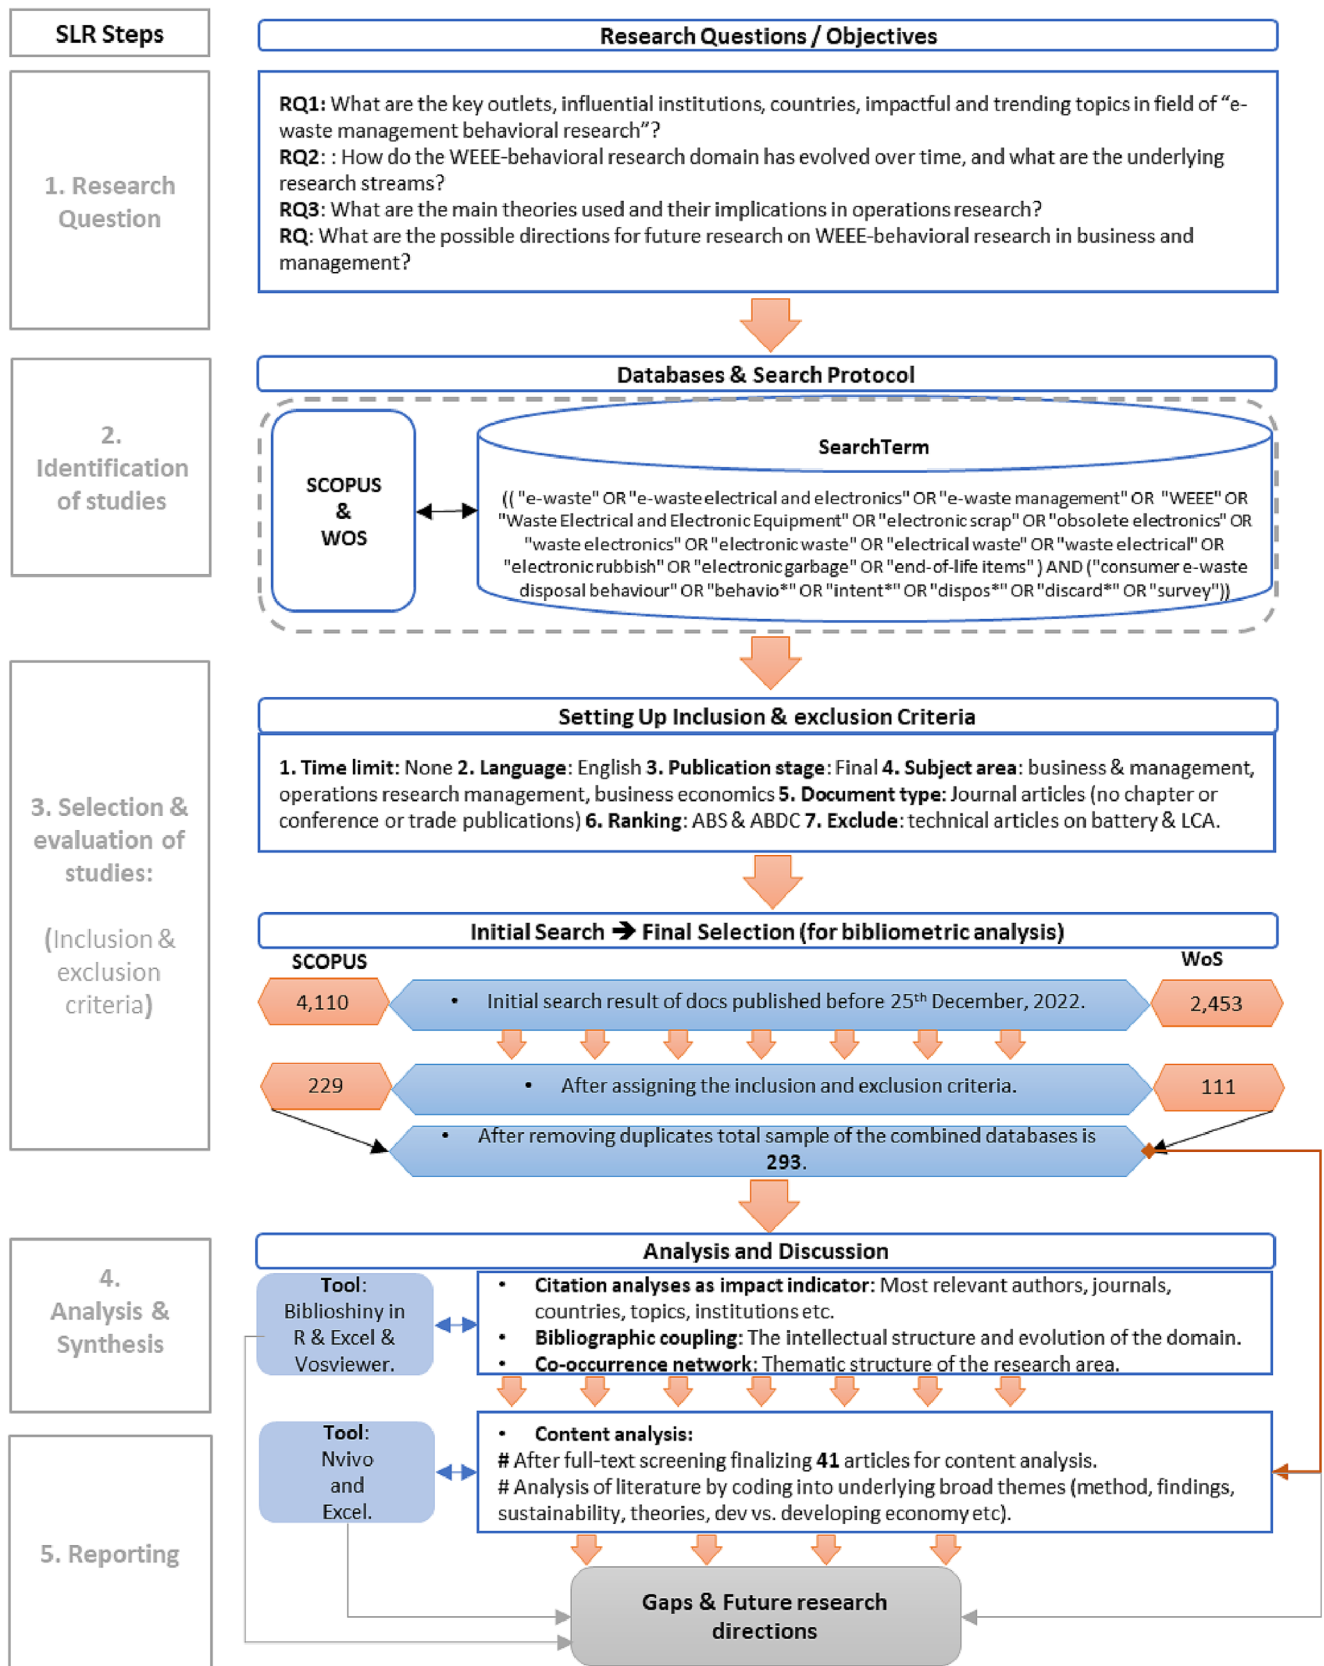 SLR Steps
Research Questions / Objectives
1. Research
Question
RQ1: What are the key outlets, influential institutions, countries, impactful and trending topics in field of “e-
waste management behavioral research”?
RQ2: : How do the WEEE-behavioral research domain has evolved over time, and what are the underlying
research streams?
RQ3: What are the main theories used and their implications in operations research?
RQ: What are the possible directions for future research on WEEE-behavioral research in business and
management?
2.
Identification
of studies
Databases & Search Protocol
SCOPUS
&
WOS
SearchTerm
(( "e-waste" OR "e-waste electrical and electronics" OR "e-waste management" OR "WEEE" OR
"Waste Electrical and Electronic Equipment" OR "electronic scrap" OR "obsolete electronics" OR
"waste electronics" OR "electronic waste" OR "electrical waste" OR "waste electrical" OR
"electronic rubbish" OR "electronic garbage" OR "end-of-life items" ) AND ("consumer e-waste
disposal behaviour" OR "behavio*" OR "intent*" OR "dispos*" OR "discard*" OR "survey"))
3. Selection &
evaluation of
studies:
(Inclusion &
exclusion
criteria)
Setting Up Inclusion & exclusion Criteria
1. Time limit: None 2. Language: English 3. Publication stage: Final 4. Subject area: business & management,
operations research management, business economics 5. Document type: Journal articles (no chapter or
conference or trade publications) 6. Ranking: ABS & ABDC 7. Exclude: technical articles on battery & LCA.
Initial Search ➔ Final Selection (for bibliometric analysis)
SCOPUS
WoS
4,110
• Initial search result of docs published before 25th December, 2022.
2,453
229
• After assigning the inclusion and exclusion criteria.
111
• After removing duplicates total sample of the combined databases is
293.
4.
Analysis &
Synthesis
Analysis and Discussion
Tool:
Biblioshiny in
R & Excel &
Vosviewer.
• Citation analyses as impact indicator: Most relevant authors, journals,
countries, topics, institutions etc.
• Bibliographic coupling: The intellectual structure and evolution of the domain.
• Co-occurrence network: Thematic structure of the research area.
5. Reporting
Tool:
Nvivo
and
Excel.
• Content analysis:
# After full-text screening finalizing 41 articles for content analysis.
# Analysis of literature by coding into underlying broad themes (method, findings,
sustainability, theories, dev vs. developing economy etc).
Gaps & Future research
directions